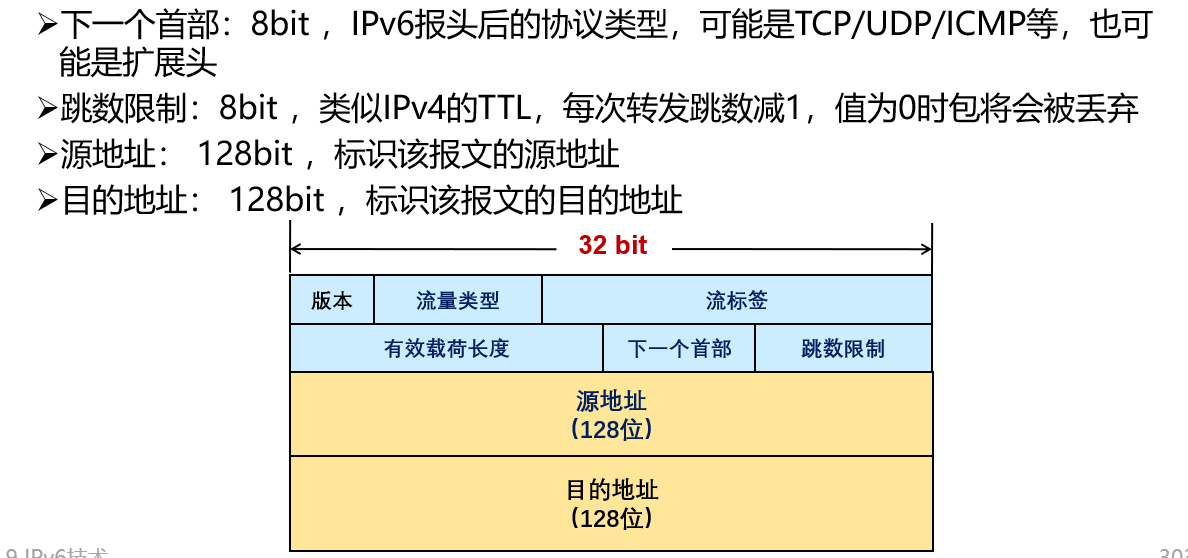 ➢下一个首部：8bit ，IPv6报头后的协议类型，可能是TCP/UDP/ICMP等，也可
能是扩展头
➢跳数限制：8bit ，类似IPv4的TTL，每次转发跳数减1，值为0时包将会被丢弃
➢源地址： 128bit ，标识该报文的源地址
➢目的地址： 128bit ，标识该报文的目的地址
32 bit
版本 流量类型 流标签
有效载荷长度 下一个首部 跳数限制
源地址
（128位）
目的地址
（128位）